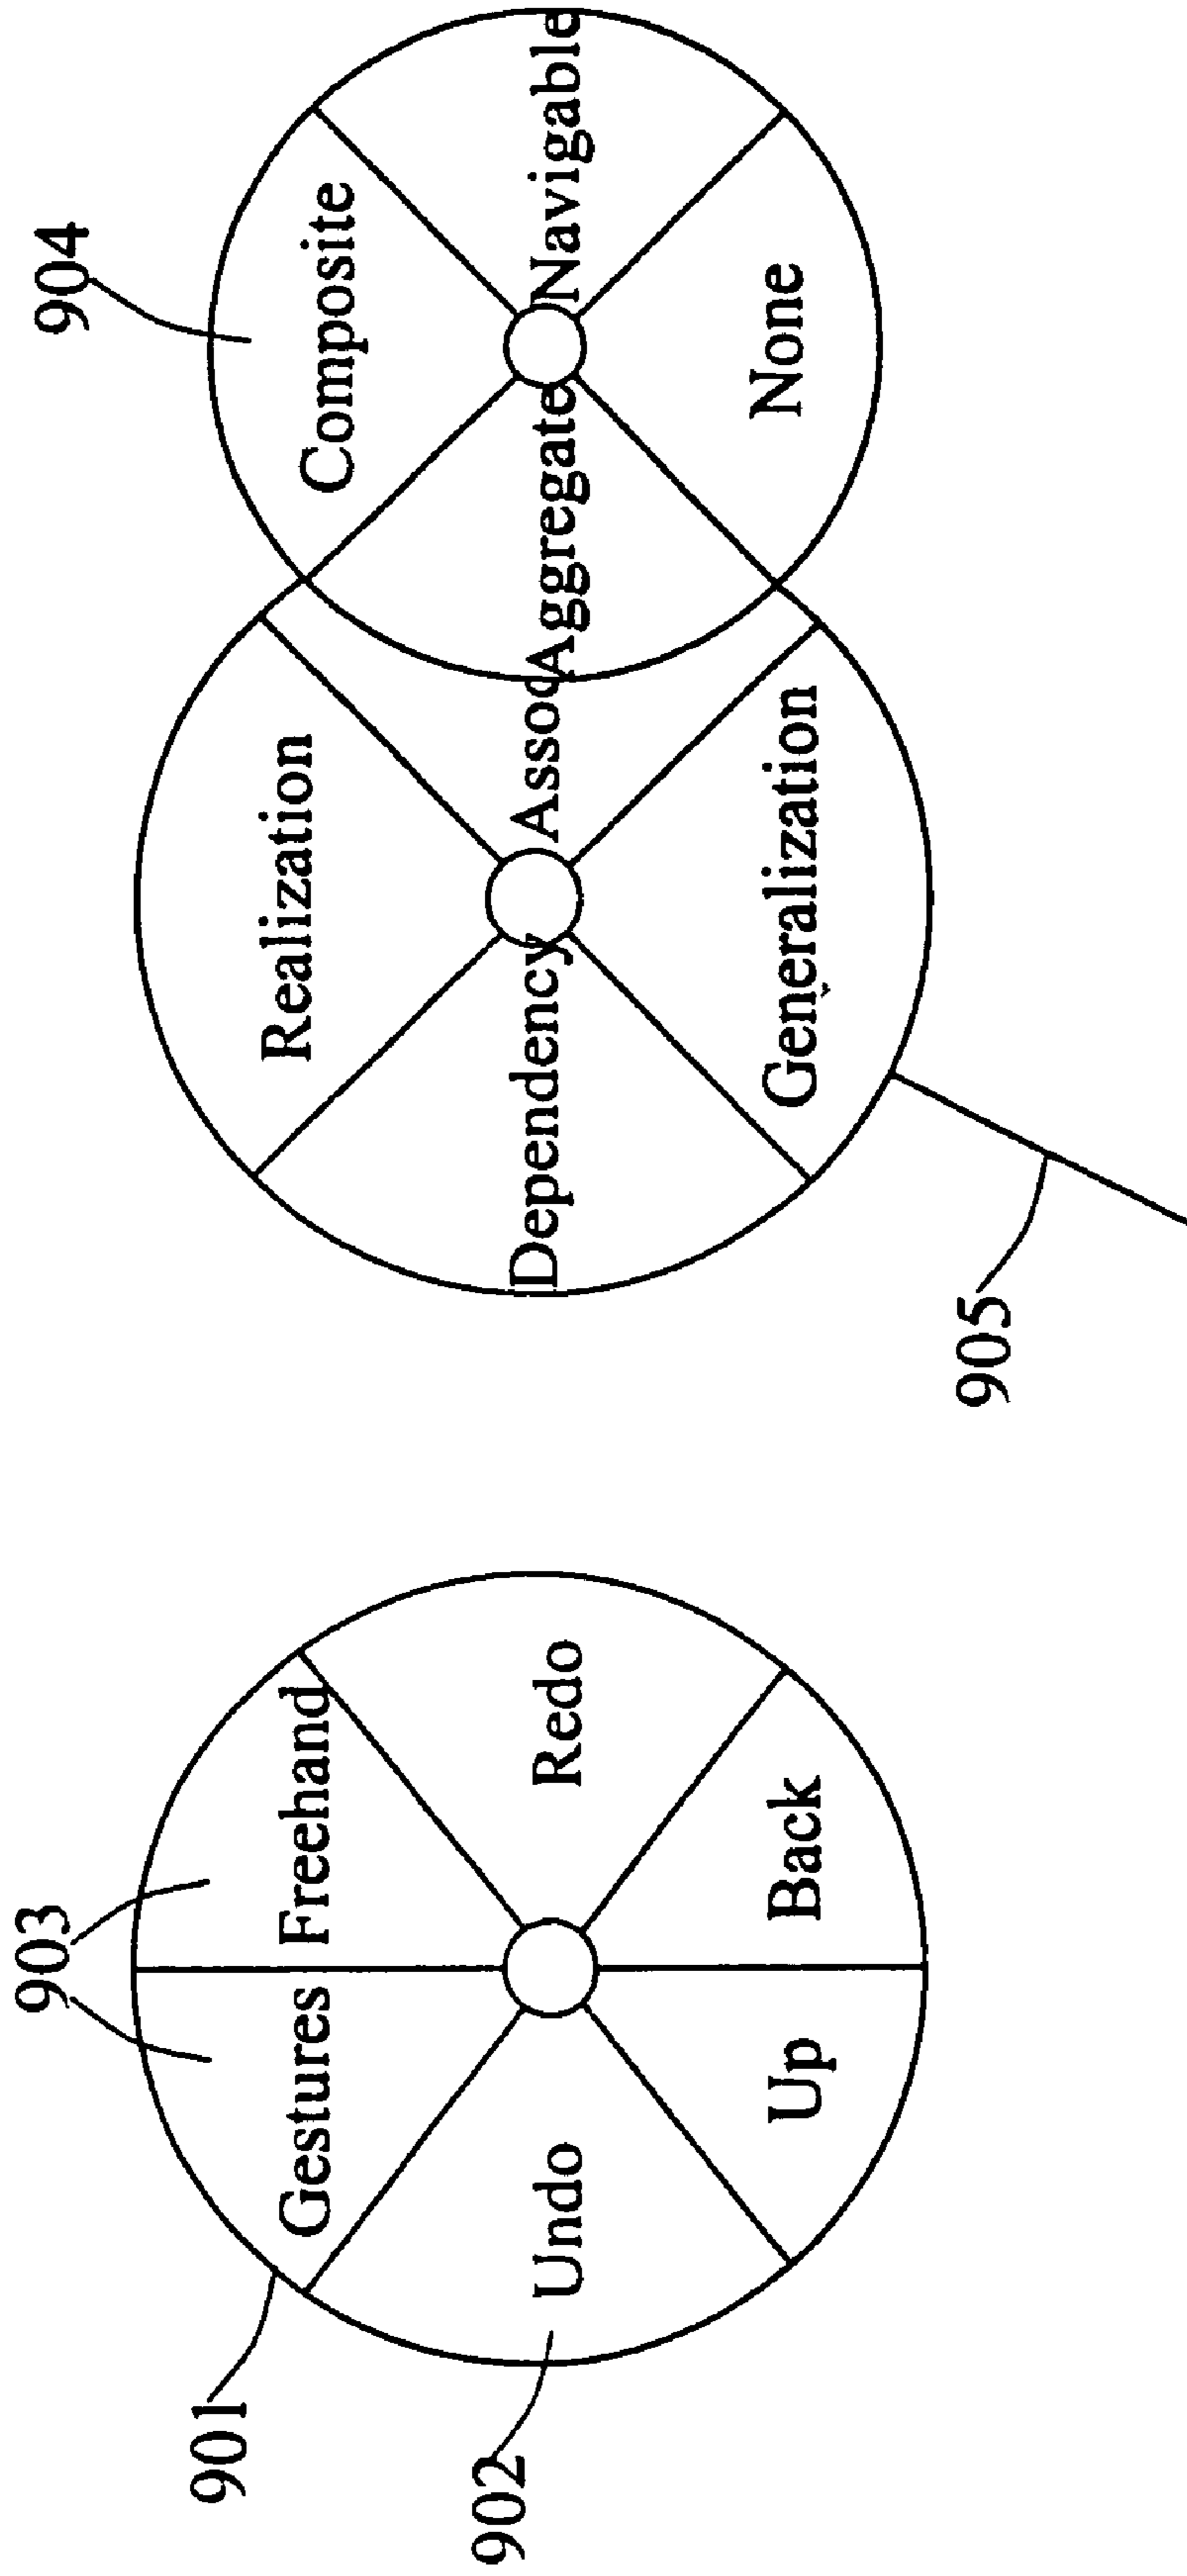 903
901
Gestures Freehand
Undo
Redo
902
Up
Back
904
Realization
Composite
Dependency
Asso
Aggregate
Navigable
Generalization
None
905